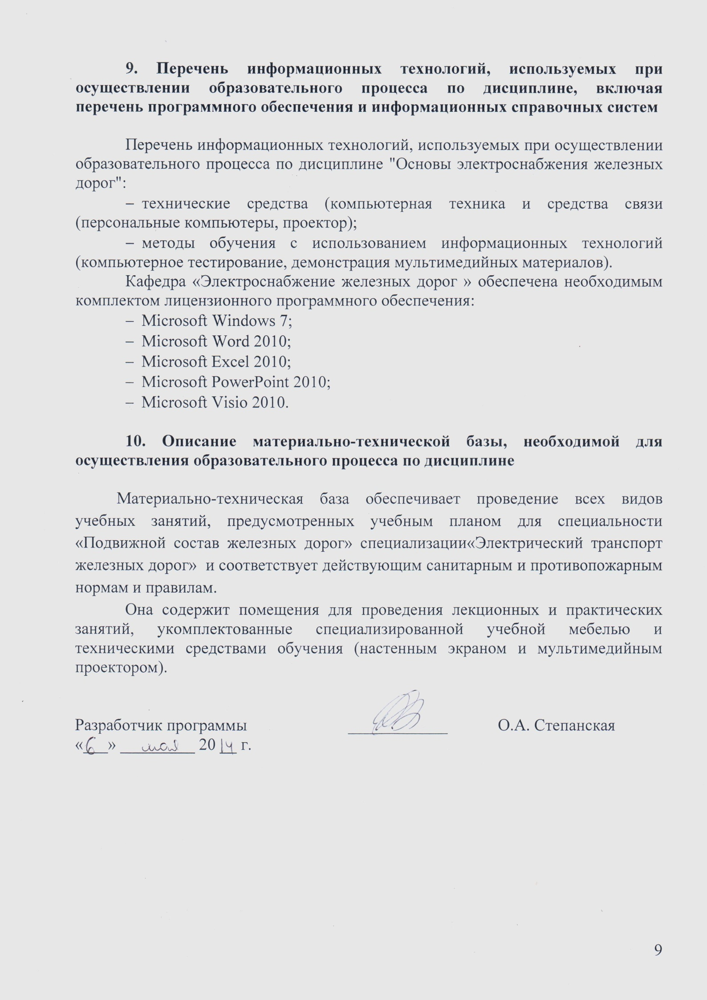 9. Перечень информационных технологий, используемых при
осуществлении образовательного процесса по дисциплине, включая
перечень программного обеспечения и информационных справочных систем
Перечень информационных технологий, используемых при осуществлении
образовательного процесса по дисциплине "Основы электроснабжения железных
дорог":
– технические средства (компьютерная техника и средства связи
(персональные компьютеры, проектор);
– методы обучения с использованием информационных технологий
(компьютерное тестирование, демонстрация мультимедийных материалов).
Кафедра «Электроснабжение железных дорог » обеспечена необходимым
комплектом лицензионного программного обеспечения:
– Microsoft Windows 7;
– Microsoft Word 2010;
– Microsoft Excel 2010;
– Microsoft PowerPoint 2010;
– Microsoft Visio 2010.
10. Описание материально-технической базы, необходимой для
осуществления образовательного процесса по дисциплине
Материально-техническая база обеспечивает проведение всех видов
учебных занятий, предусмотренных учебным планом для специальности
«Подвижной состав железных дорог» специализации«Электрический транспорт
железных дорог» и соответствует действующим санитарным и противопожарным
нормам и правилам.
Она содержит помещения для проведения лекционных и практических
занятий, укомплектованные специализированной учебной мебелью и
техническими средствами обучения (настенным экраном и мультимедийным
проектором).
Разработчик программы О.А. Степанская
«6» мая 2014 г.
9